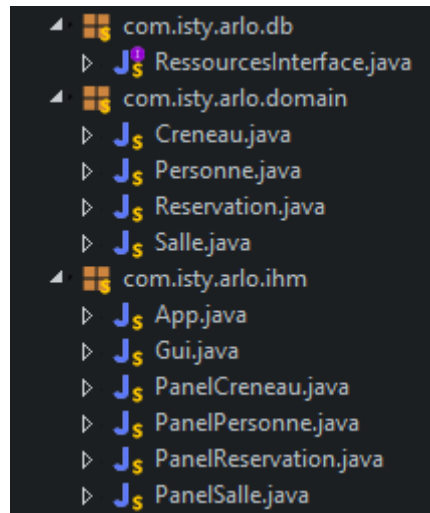 com.isty.arlo.db
RessourcesInterface.java
com.isty.arlo.domain
Creneau.java
Personne.java
Reservation.java
Salle.java
com.isty.arlo.ihm
App.java
Gui.java
PanelCreneau.java
PanelPersonne.java
PanelReservation.java
PanelSalle.java